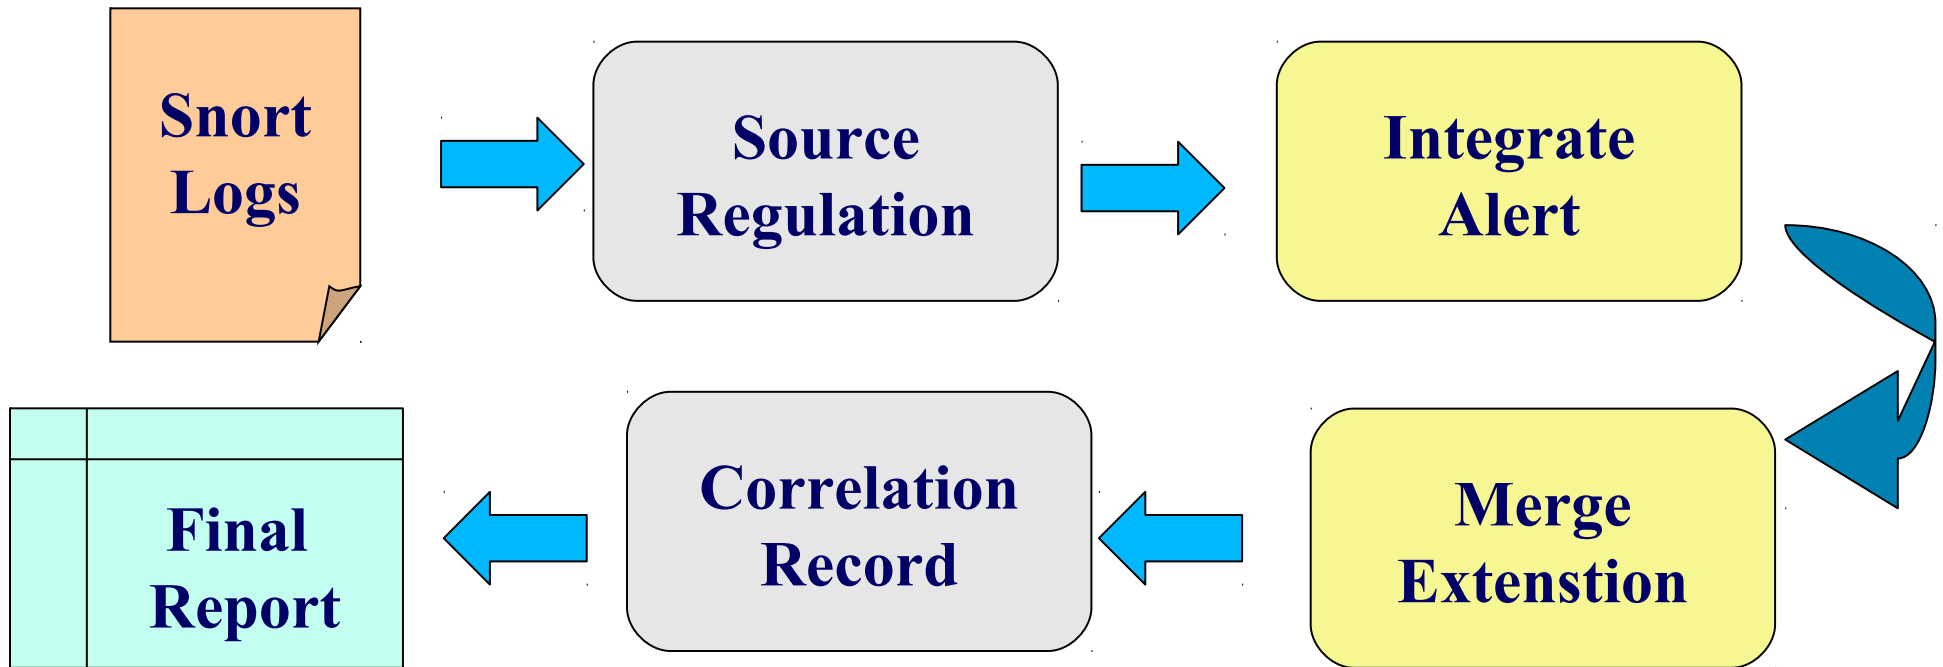 Snort
Logs
Source
Regulation
Integrate
Alert
Merge
Extenstion
Correlation
Record
Final
Report